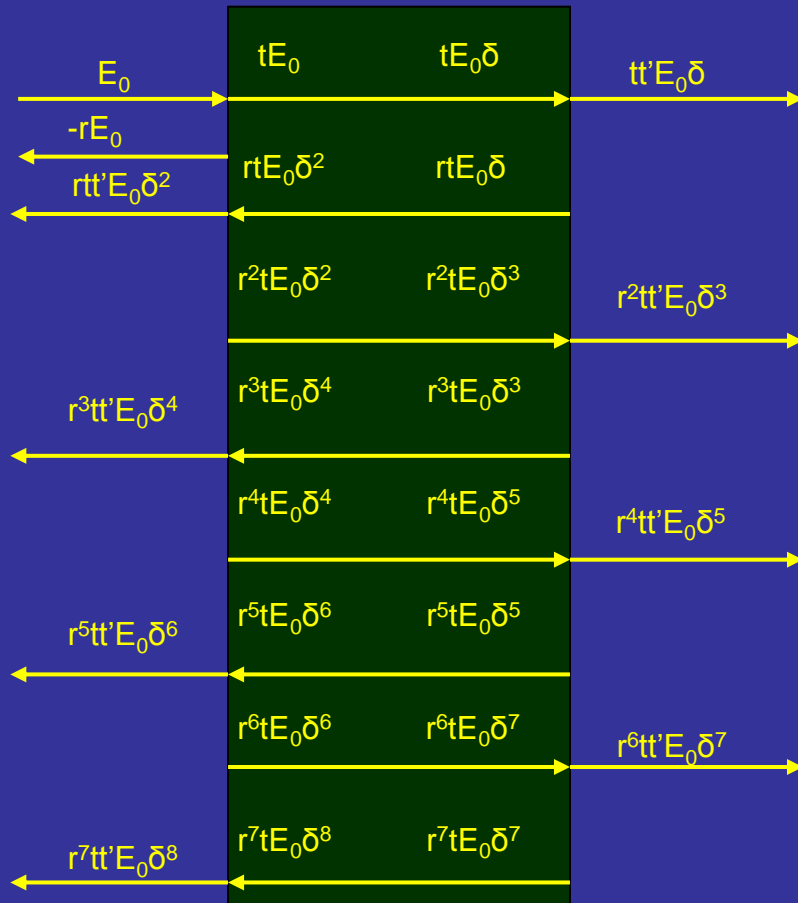 E₀ tE₀ tE₀δ tt’E₀δ
-rE₀
rtt’E₀δ² rtE₀δ² rtE₀δ
r²tE₀δ² r²tE₀δ³ r²tt’E₀δ³
r³tt’E₀δ⁴ r³tE₀δ⁴ r³tE₀δ³
r⁴tE₀δ⁴ r⁴tE₀δ⁵ r⁴tt’E₀δ⁵
r⁵tt’E₀δ⁶ r⁵tE₀δ⁶ r⁵tE₀δ⁵
r⁶tE₀δ⁶ r⁶tE₀δ⁷ r⁶tt’E₀δ⁷
r⁷tt’E₀δ⁸ r⁷tE₀δ⁸ r⁷tE₀δ⁷